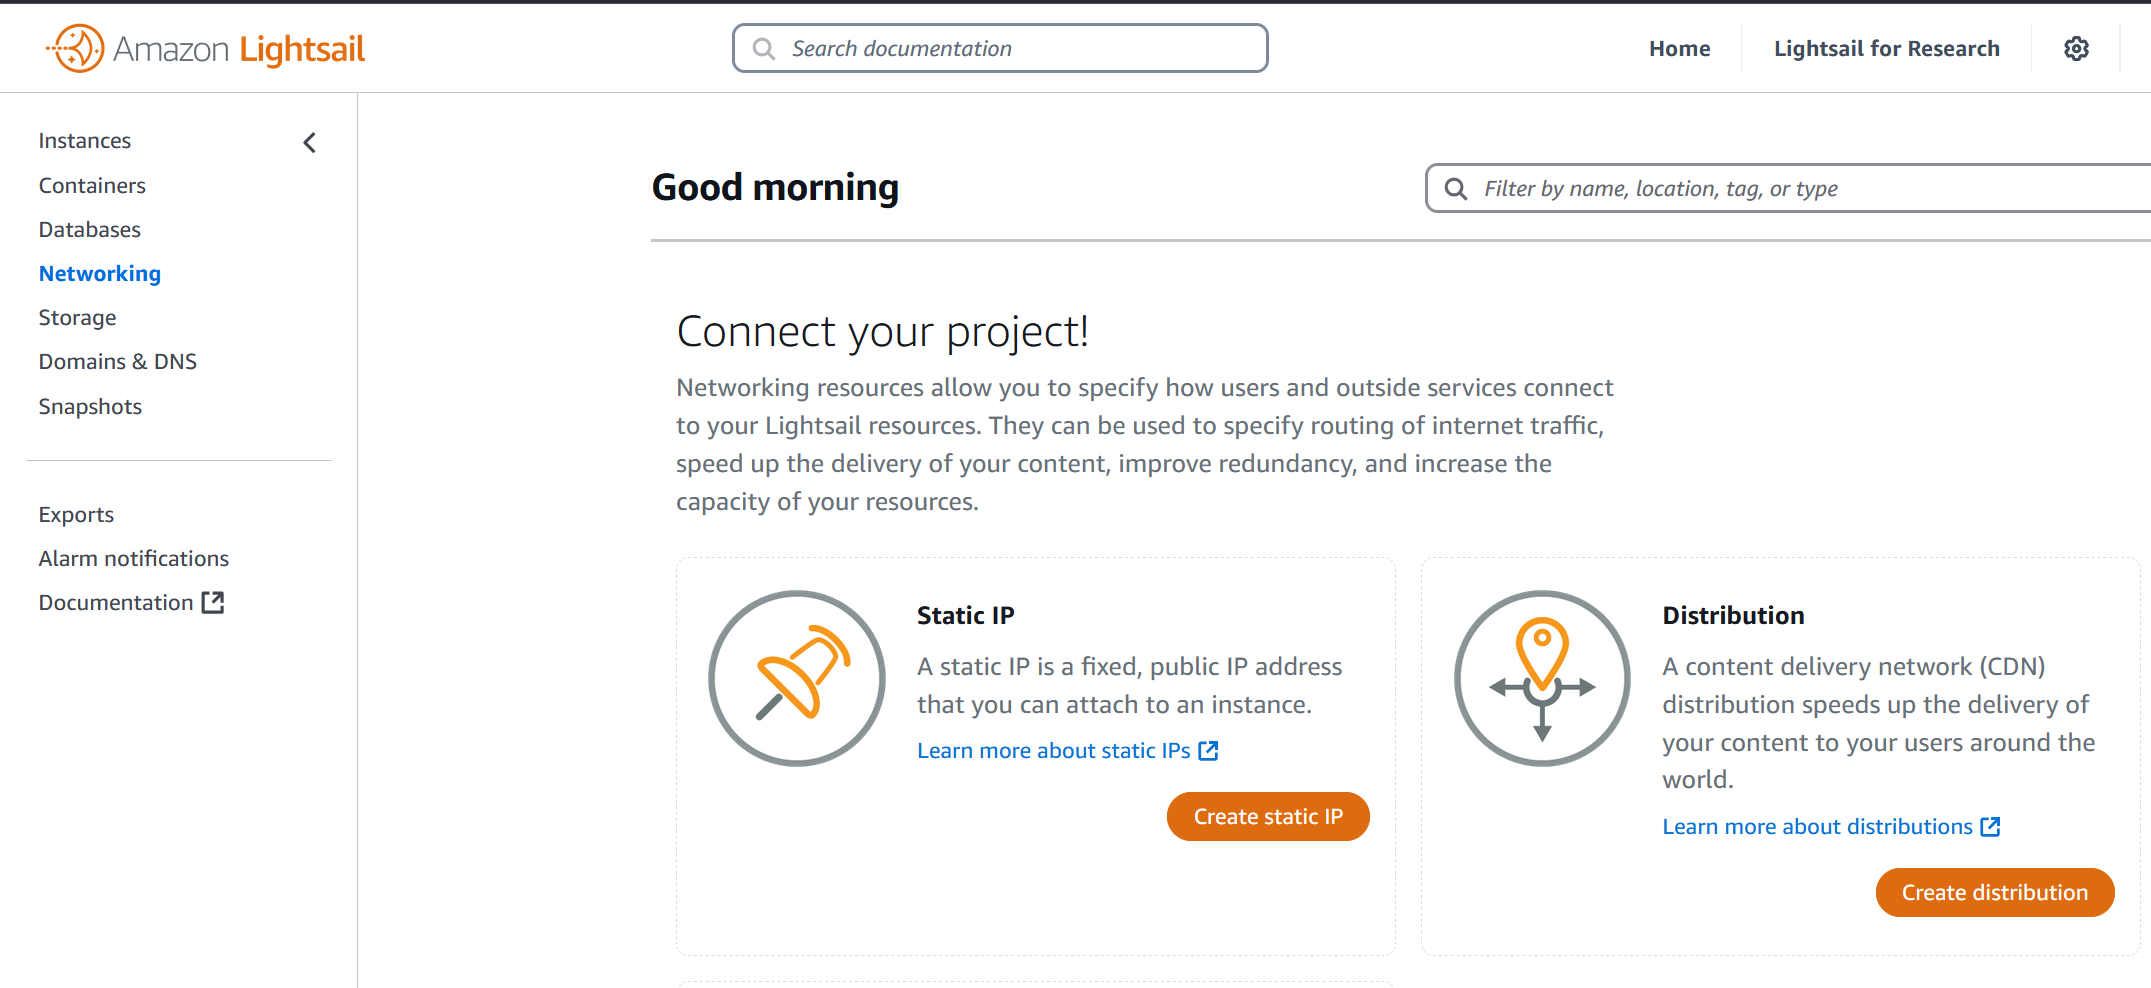 Amazon Lightsail
Search documentation
Home
Lightsail for Research
Instances
Containers
Databases
Networking
Storage
Domains & DNS
Snapshots
Exports
Alarm notifications
Documentation
Good morning
Filter by name, location, tag, or type
Connect your project!
Networking resources allow you to specify how users and outside services connect
to your Lightsail resources. They can be used to specify routing of internet traffic,
speed up the delivery of your content, improve redundancy, and increase the
capacity of your resources.
Static IP
A static IP is a fixed, public IP address
that you can attach to an instance.
Learn more about static IPs
Create static IP
Distribution
A content delivery network (CDN)
distribution speeds up the delivery of
your content to your users around the
world.
Learn more about distributions
Create distribution